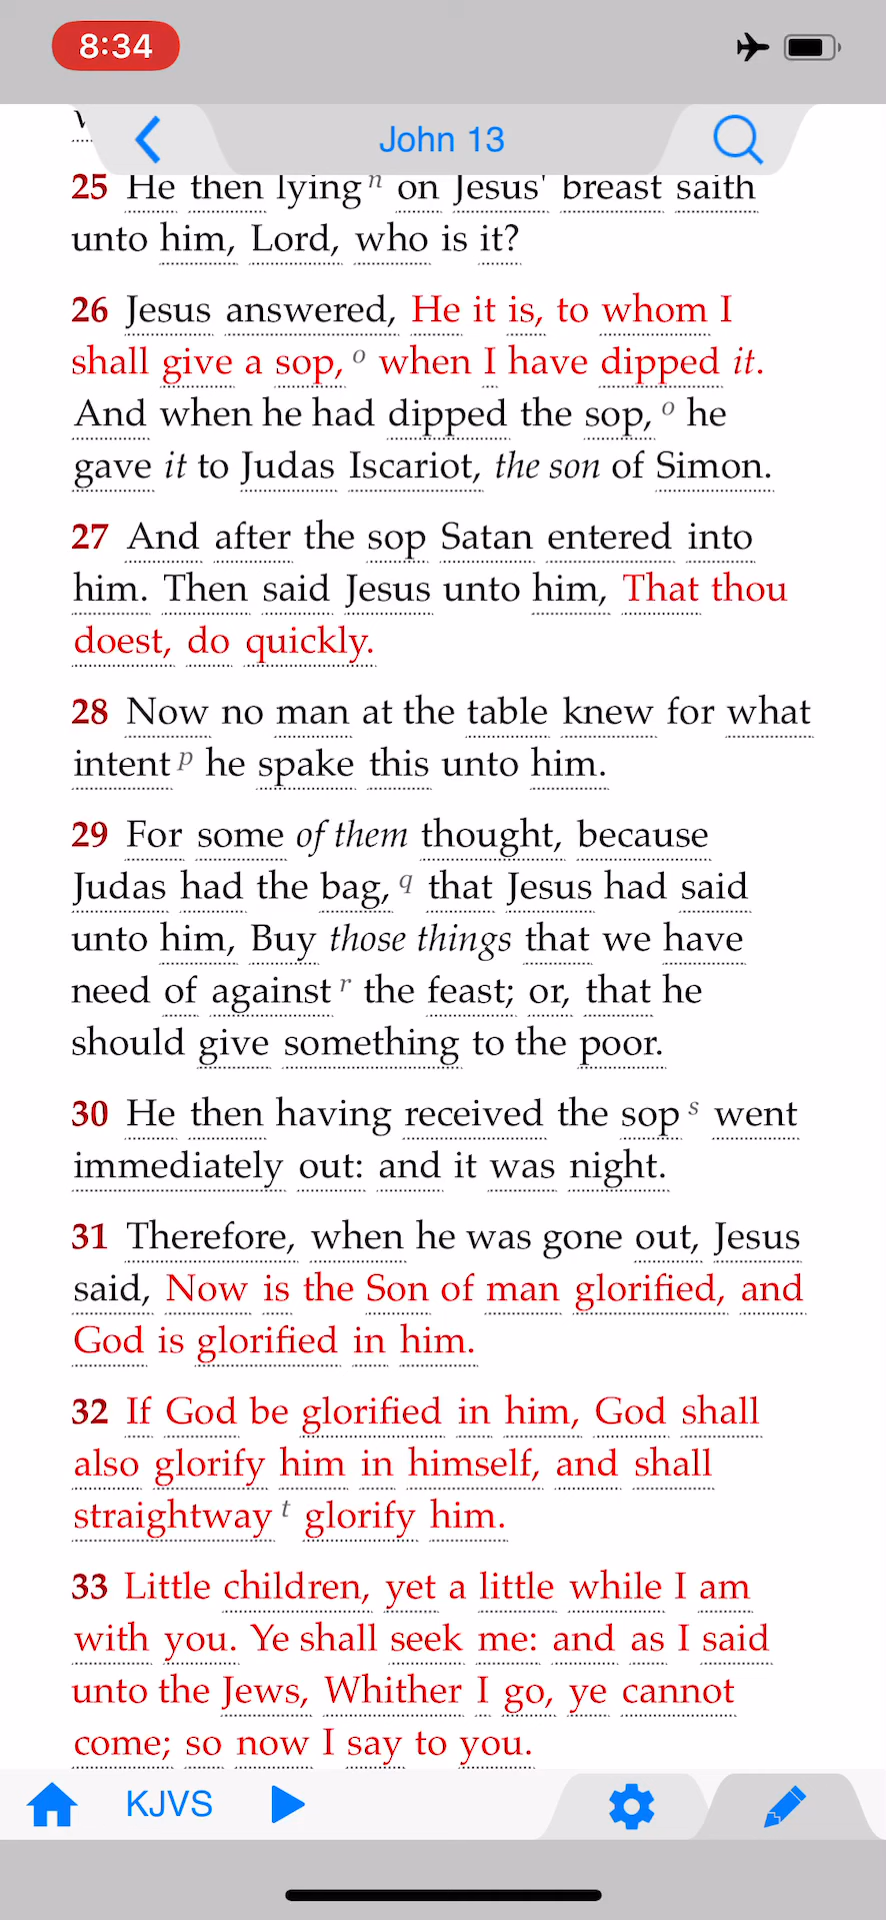 8:34
John 13
25 He then lying n on Jesus' breast saith
unto him, Lord, who is it?
26 Jesus answered, He it is, to whom I
shall give a sop, o when I have dipped it.
And when he had dipped the sop, o he
gave it to Judas Iscariot, the son of Simon.
27 And after the sop Satan entered into
him. Then said Jesus unto him, That thou
doest, do quickly.
28 Now no man at the table knew for what
intent p he spake this unto him.
29 For some of them thought, because
Judas had the bag, q that Jesus had said
unto him, Buy those things that we have
need of against r the feast; or, that he
should give something to the poor.
30 He then having received the sop s went
immediately out: and it was night.
31 Therefore, when he was gone out, Jesus
said, Now is the Son of man glorified, and
God is glorified in him.
32 If God be glorified in him, God shall
also glorify him in himself, and shall
straightway t glorify him.
33 Little children, yet a little while I am
with you. Ye shall seek me: and as I said
unto the Jews, Whither I go, ye cannot
come; so now I say to you.
KJVS